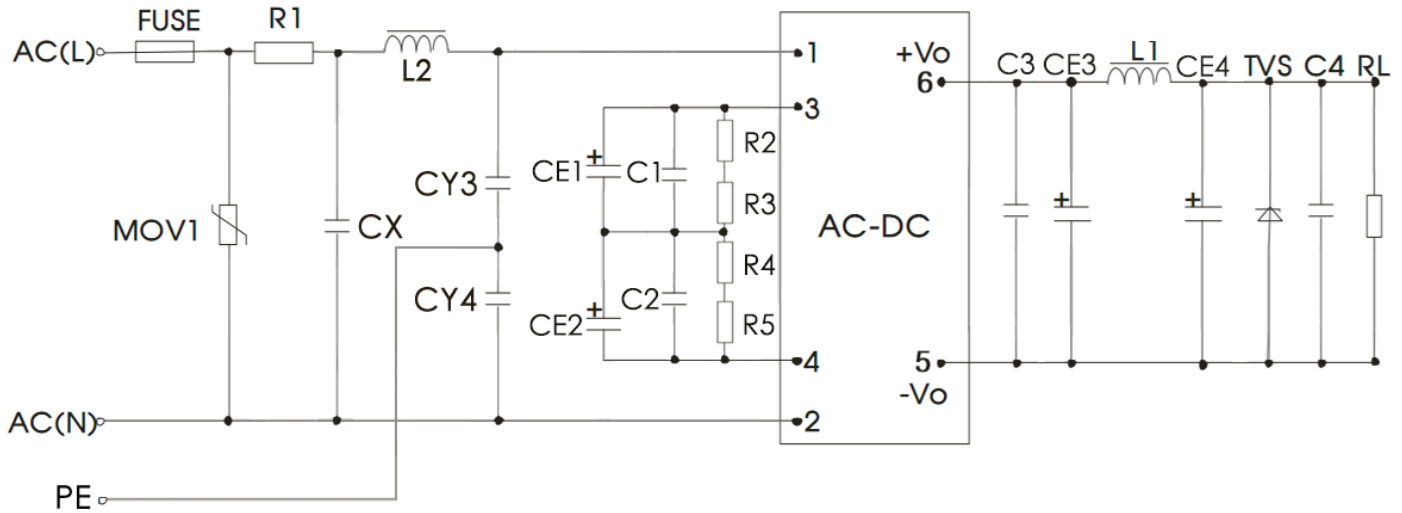 FUSE
R1
AC(L)
L2
1
+Vo
6
C3
CE3
L1
CE4
TVS
C4
RL
3
R2
CE1
+
C1
CY3
R3
MOV1
CX
AC-DC
+
+
R4
CY4
C2
+
CE2
R5
4
5
-Vo
AC(N)
2
PE